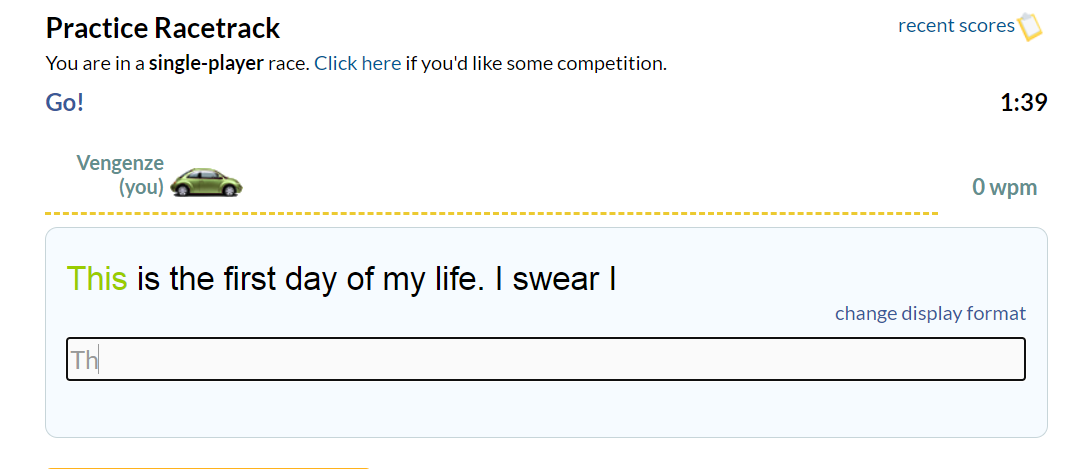 Practice Racetrack
recent scores
You are in a single-player race. Click here if you'd like some competition.
Go!
1:39
Vengenze
(you)
0 wpm
This is the first day of my life. I swear I
change display format
Th